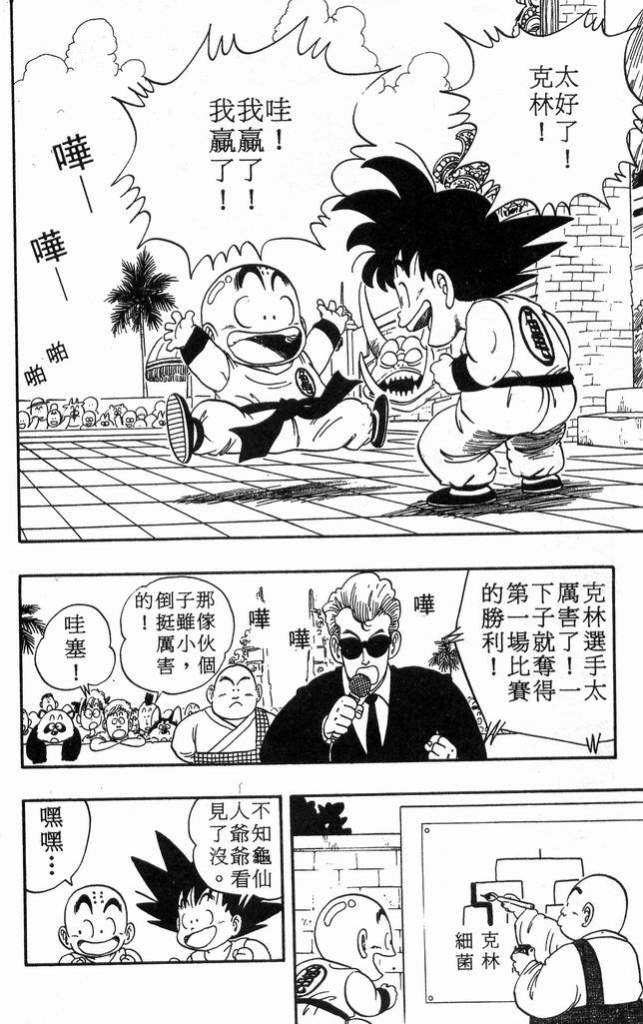 太好了！
克林！
哇！
我贏了！
我贏了！
嘩—
嘩—
啪啪
克林選手太
厲害了！一
下子就奪得
第一場比賽
的勝利！
嘩
嘩
嘩
那傢伙個
子雖小，
倒挺厲害
的！
哇塞！
克林
細菌
不知龜仙
人爺爺看
見了沒。
嘿嘿…